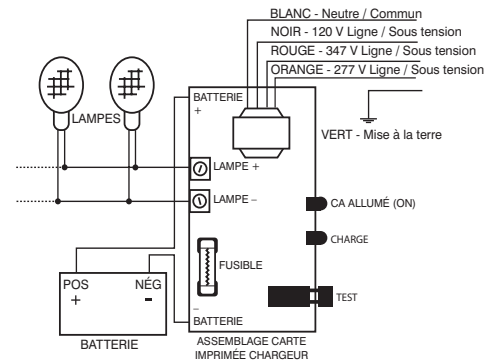 BLANC - Neutre / Commun
NOIR - 120 V Ligne / Sous tension
ROUGE - 347 V Ligne / Sous tension
ORANGE - 277 V Ligne / Sous tension
BATTERIE
+
LAMPES
VERT - Mise à la terre
LAMPE +
LAMPE –
CA ALLUMÉ (ON)
CHARGE
FUSIBLE
POS
+
NÉG
-
TEST
–
BATTERIE
BATTERIE
ASSEMBLAGE CARTE
IMPRIMÉE CHARGEUR